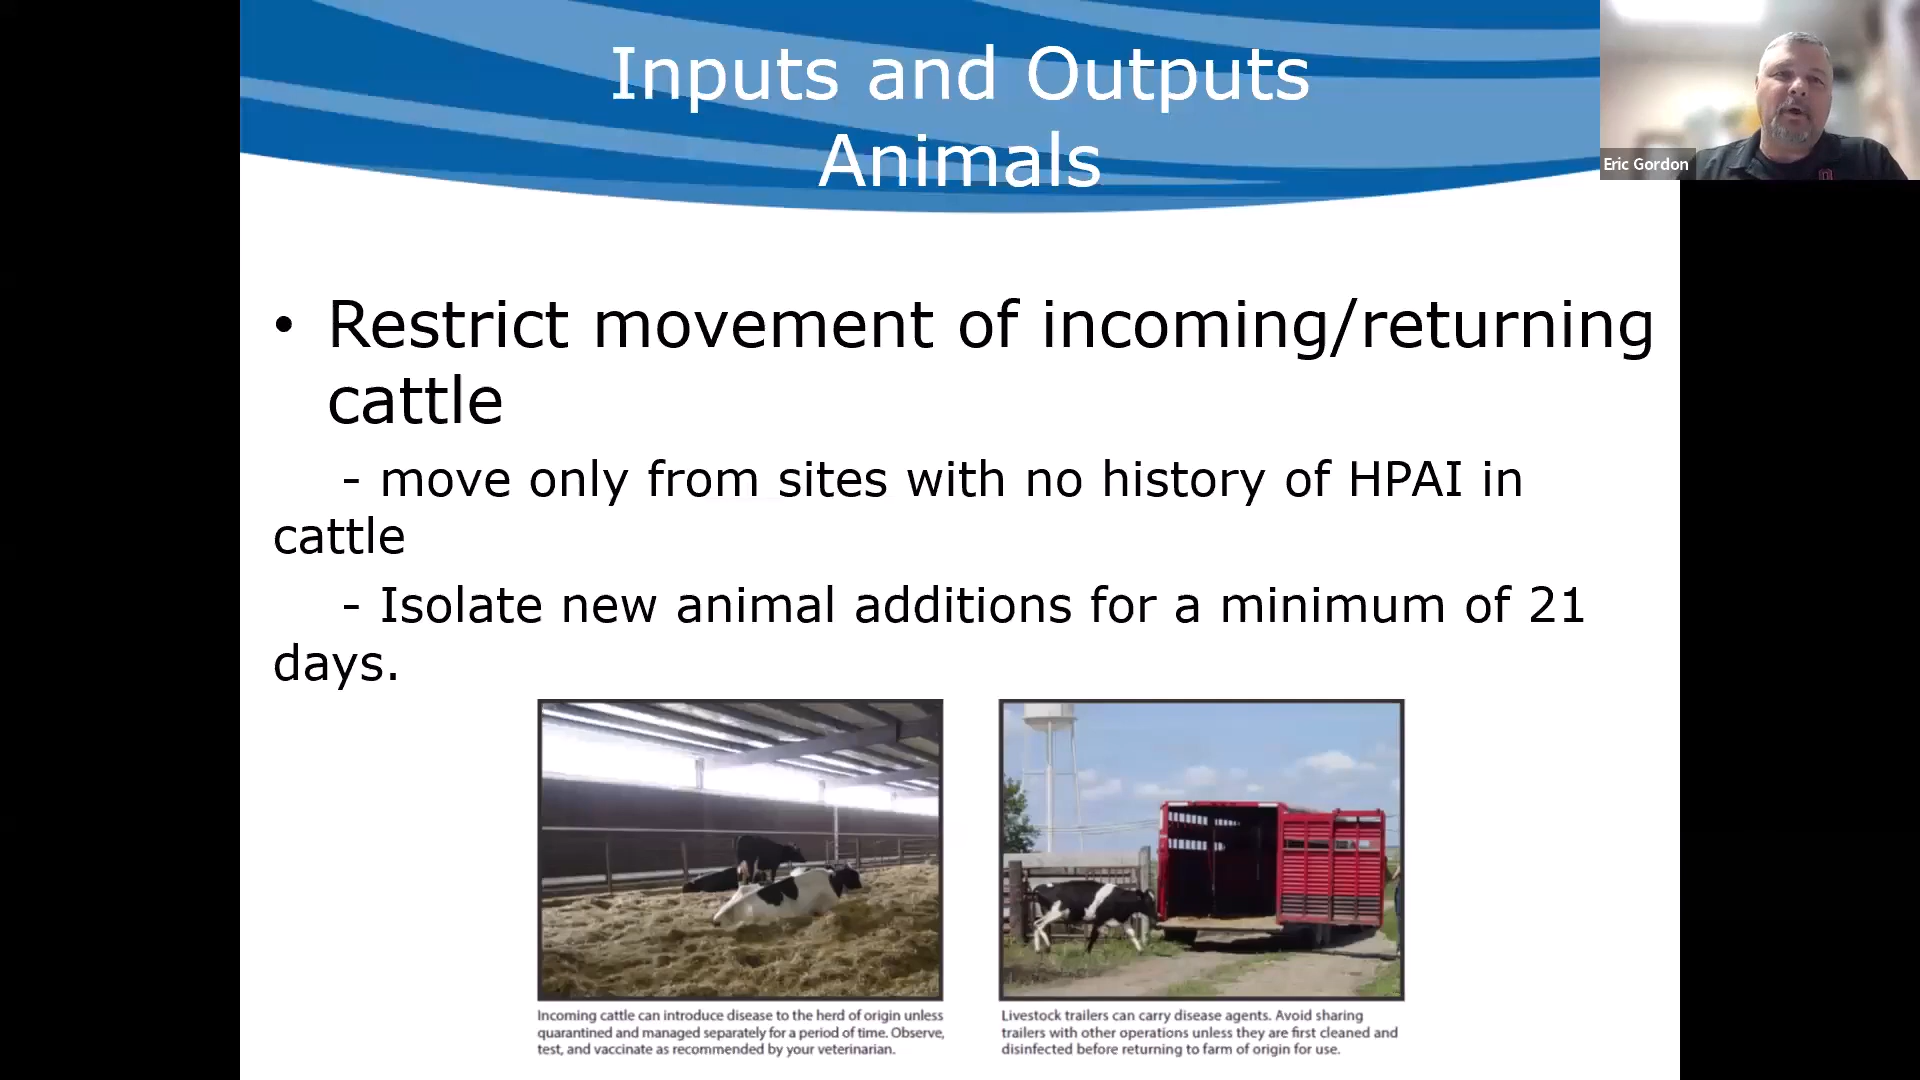 Inputs and Outputs
Animals
Eric Gordon
• Restrict movement of incoming/returning
cattle
- move only from sites with no history of HPAI in
cattle
- Isolate new animal additions for a minimum of 21
days.
Incoming cattle can introduce disease to the herd of origin unless
quarantined and managed separately for a period of time. Observe,
test, and vaccinate as recommended by your veterinarian.
Livestock trailers can carry disease agents. Avoid sharing
trailers with other operations unless they are first cleaned and
disinfected before returning to farm of origin for use.